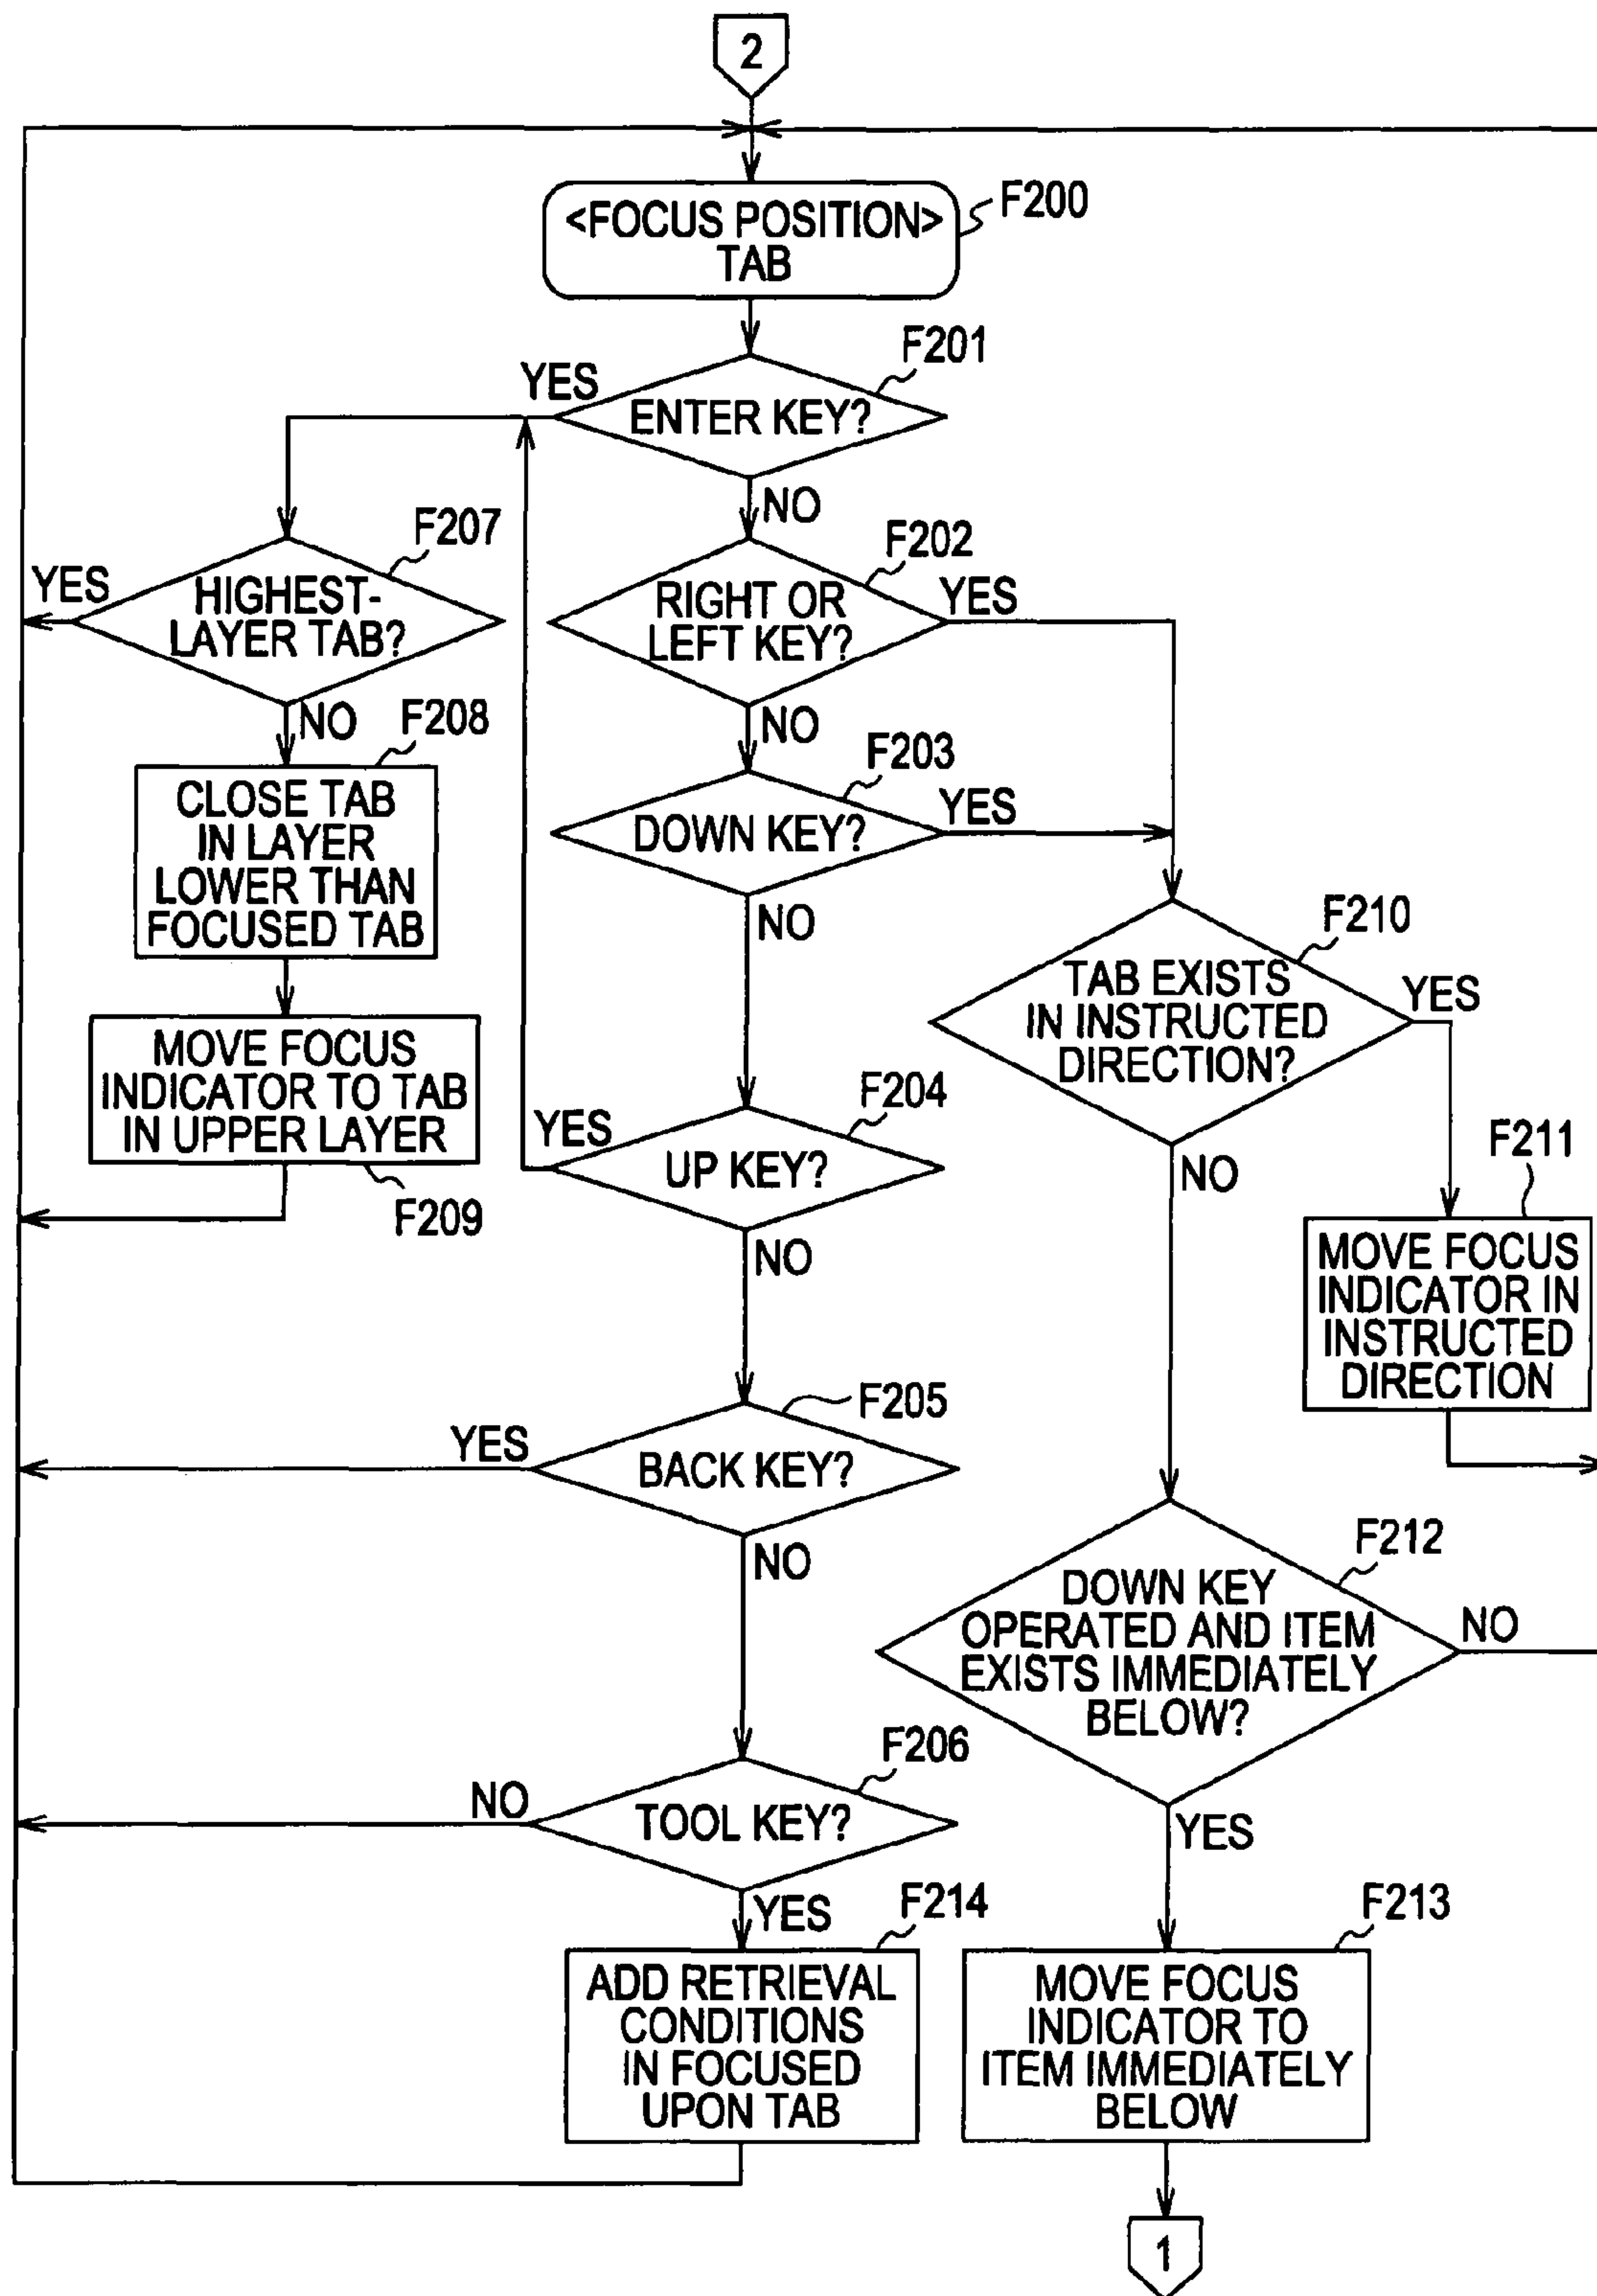 2
<FOCUS POSITION>
TAB
F200
F201
YES
ENTER KEY?
NO
F207
YES
HIGHEST-
LAYER TAB?
NO
F202
RIGHT OR
LEFT KEY?
YES
NO
F208
CLOSE TAB
IN LAYER
LOWER THAN
FOCUSED TAB
F203
DOWN KEY?
YES
NO
MOVE FOCUS
INDICATOR TO TAB
IN UPPER LAYER
F209
F204
YES
UP KEY?
NO
F210
TAB EXISTS
IN INSTRUCTED
DIRECTION?
YES
NO
F211
MOVE FOCUS
INDICATOR IN
INSTRUCTED
DIRECTION
F205
YES
BACK KEY?
NO
F212
DOWN KEY
OPERATED AND ITEM
EXISTS IMMEDIATELY
BELOW?
NO
YES
F206
NO
TOOL KEY?
YES
F214
ADD RETRIEVAL
CONDITIONS
IN FOCUSED
UPON TAB
F213
MOVE FOCUS
INDICATOR TO
ITEM IMMEDIATELY
BELOW
1